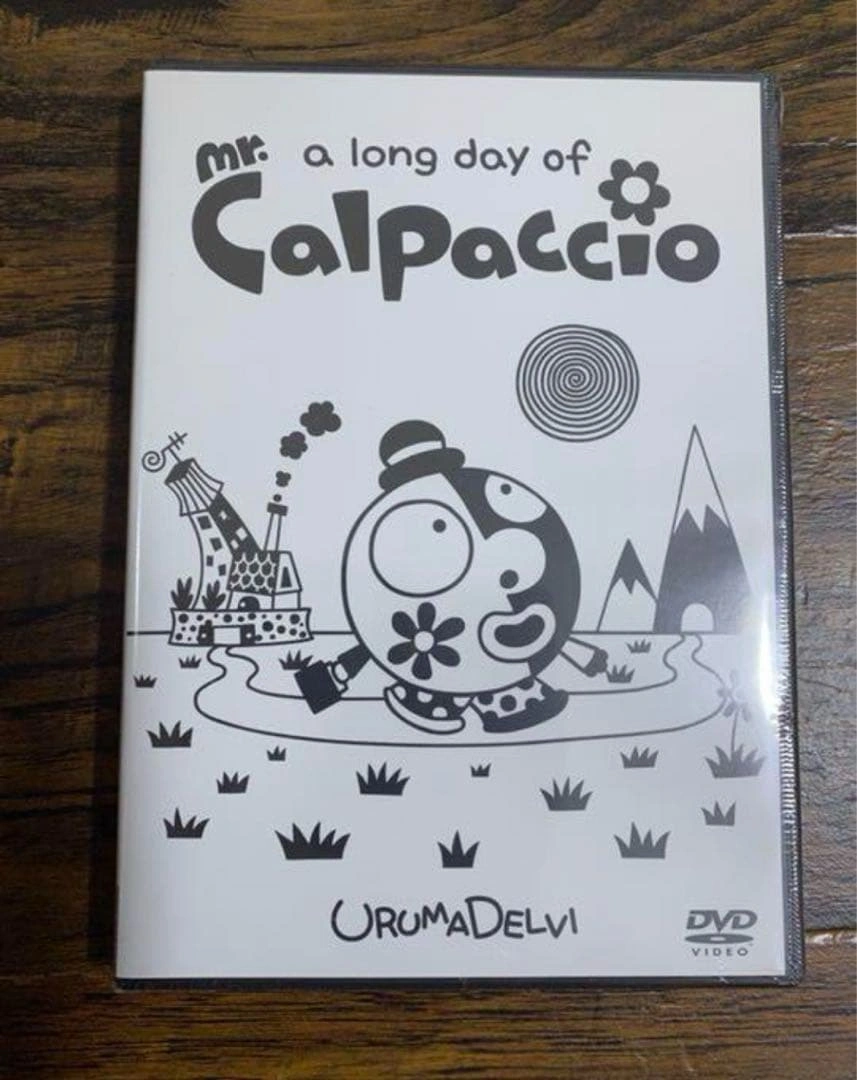 a long day of
mr.
Calpaccio
URUMADELVI
DVD
VIDEO